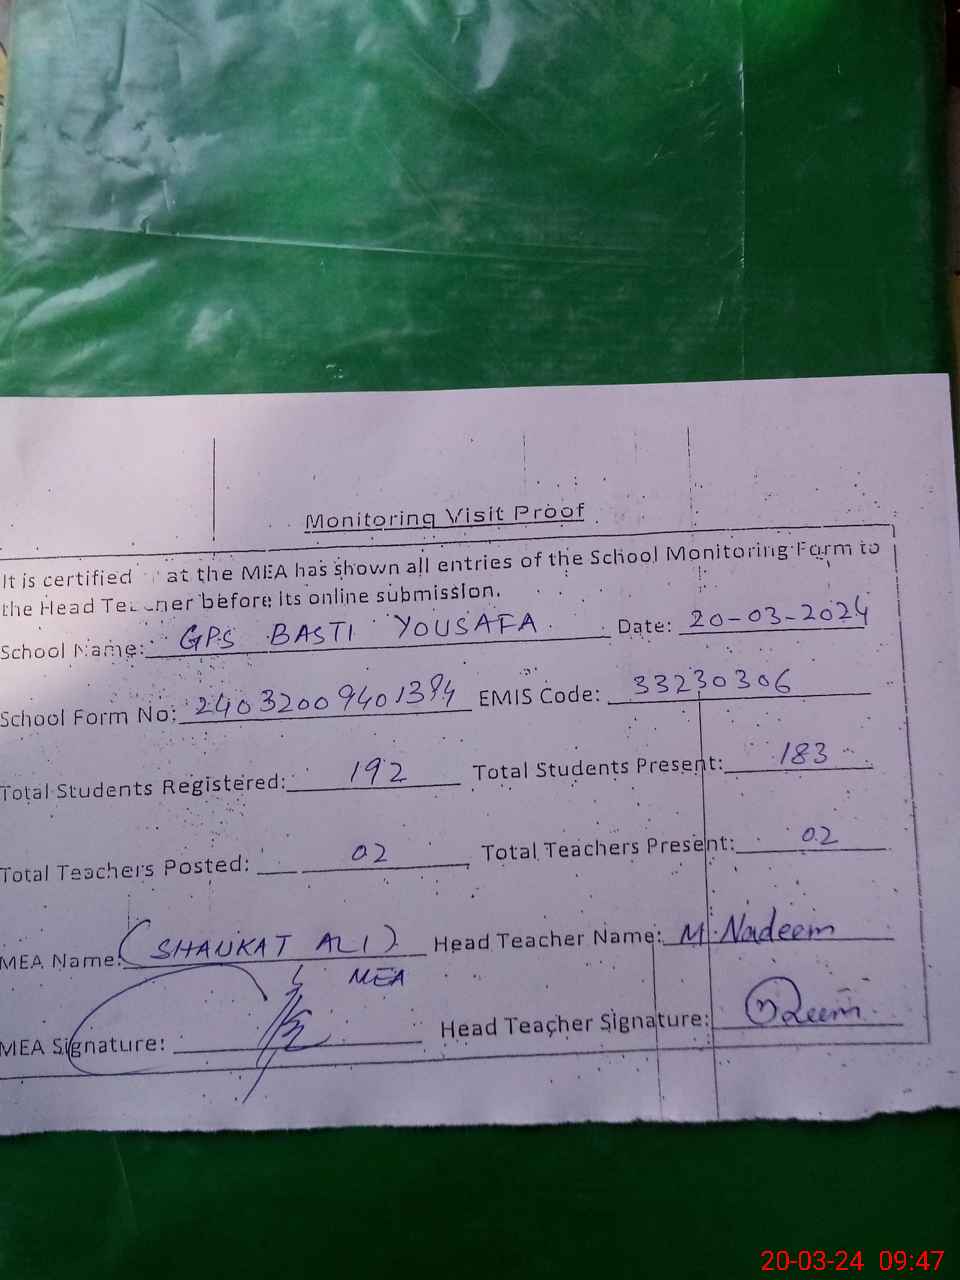 Monitoring Visit Proof
It is certified at the MEA has shown all entries of the School Monitoring Form to
the Head Teacher before its online submission.
School Name: GPS BASTI YOUSAFA. Date: 20-03-2024
School Form No: 24032009401394 EMIS Code: 33230306
Total Students Registered: 192 Total Students Present: 183
Total Teachers Posted: 02 Total Teachers Present: 02
MEA Name: (SHAUKAT ALI) Head Teacher Name: M. Nadeem
MEA
MEA Signature: Head Teacher Signature:
20-03-24 09:47